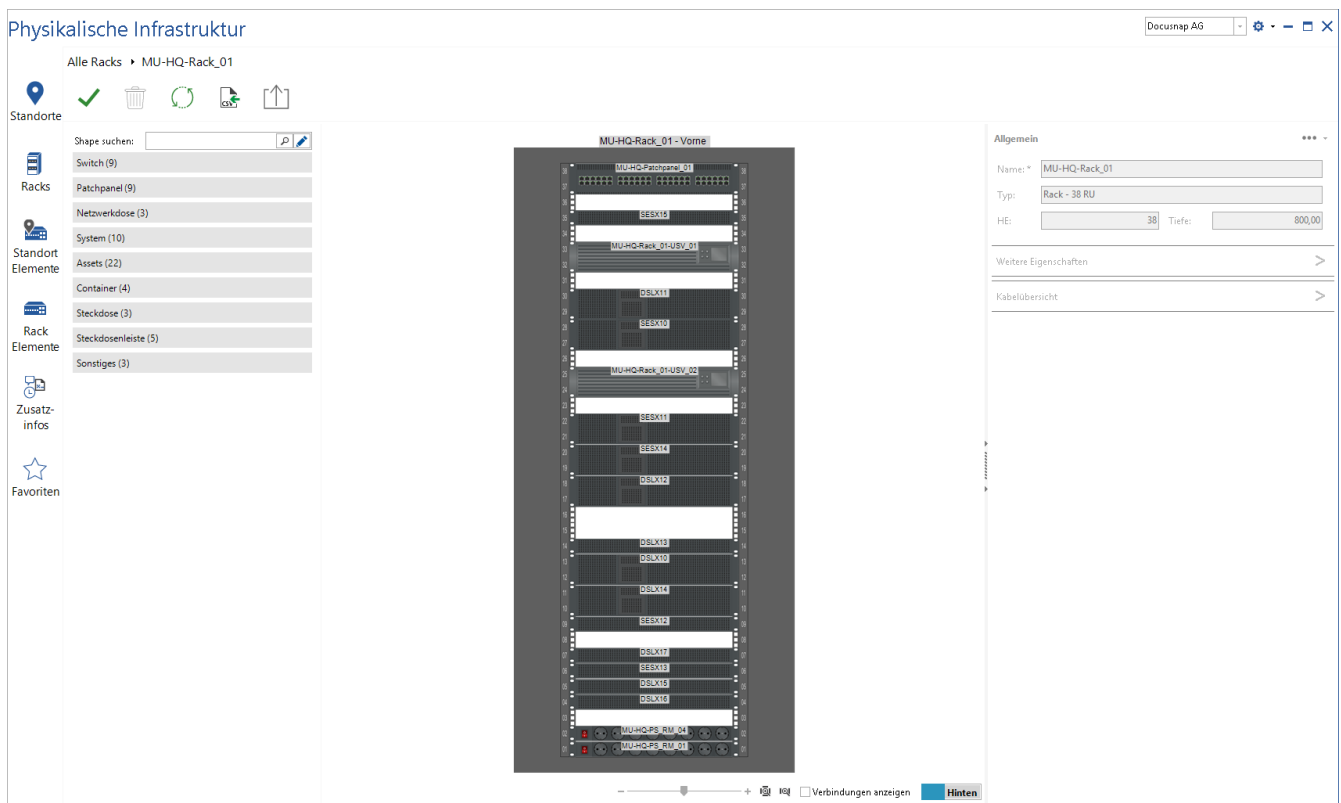 Physikalische Infrastruktur
Docusnap AG
Alle Racks MU-HQ-Rack_01
Standorte
Racks
Standort
Elemente
Rack
Elemente
Zusatz-
infos
Favoriten
CSV
Shape suchen:
Switch (9)
Patchpanel (9)
Netzwerkdose (3)
System (10)
Assets (22)
Container (4)
Steckdose (3)
Steckdosenleiste (5)
Sonstiges (3)
MU-HQ-Rack_01 - Vorne
MU-HQ-Patchpanel_01
SESX15
MU-HQ-Rack_01-USV_01
DSLX11
SESX10
MU-HQ-Rack_01-USV_02
SESX11
SESX14
DSLX12
DSLX13
DSLX10
DSLX14
SESX12
DSLX17
SESX13
DSLX15
DSLX16
MU-HQ-PS_RM_04
MU-HQ-PS_RM_01
Verbindungen anzeigen
Hinten
Allgemein
Name: * MU-HQ-Rack_01
Typ: Rack - 38 RU
HE: 38 Tiefe: 800,00
Weitere Eigenschaften
Kabelübersicht